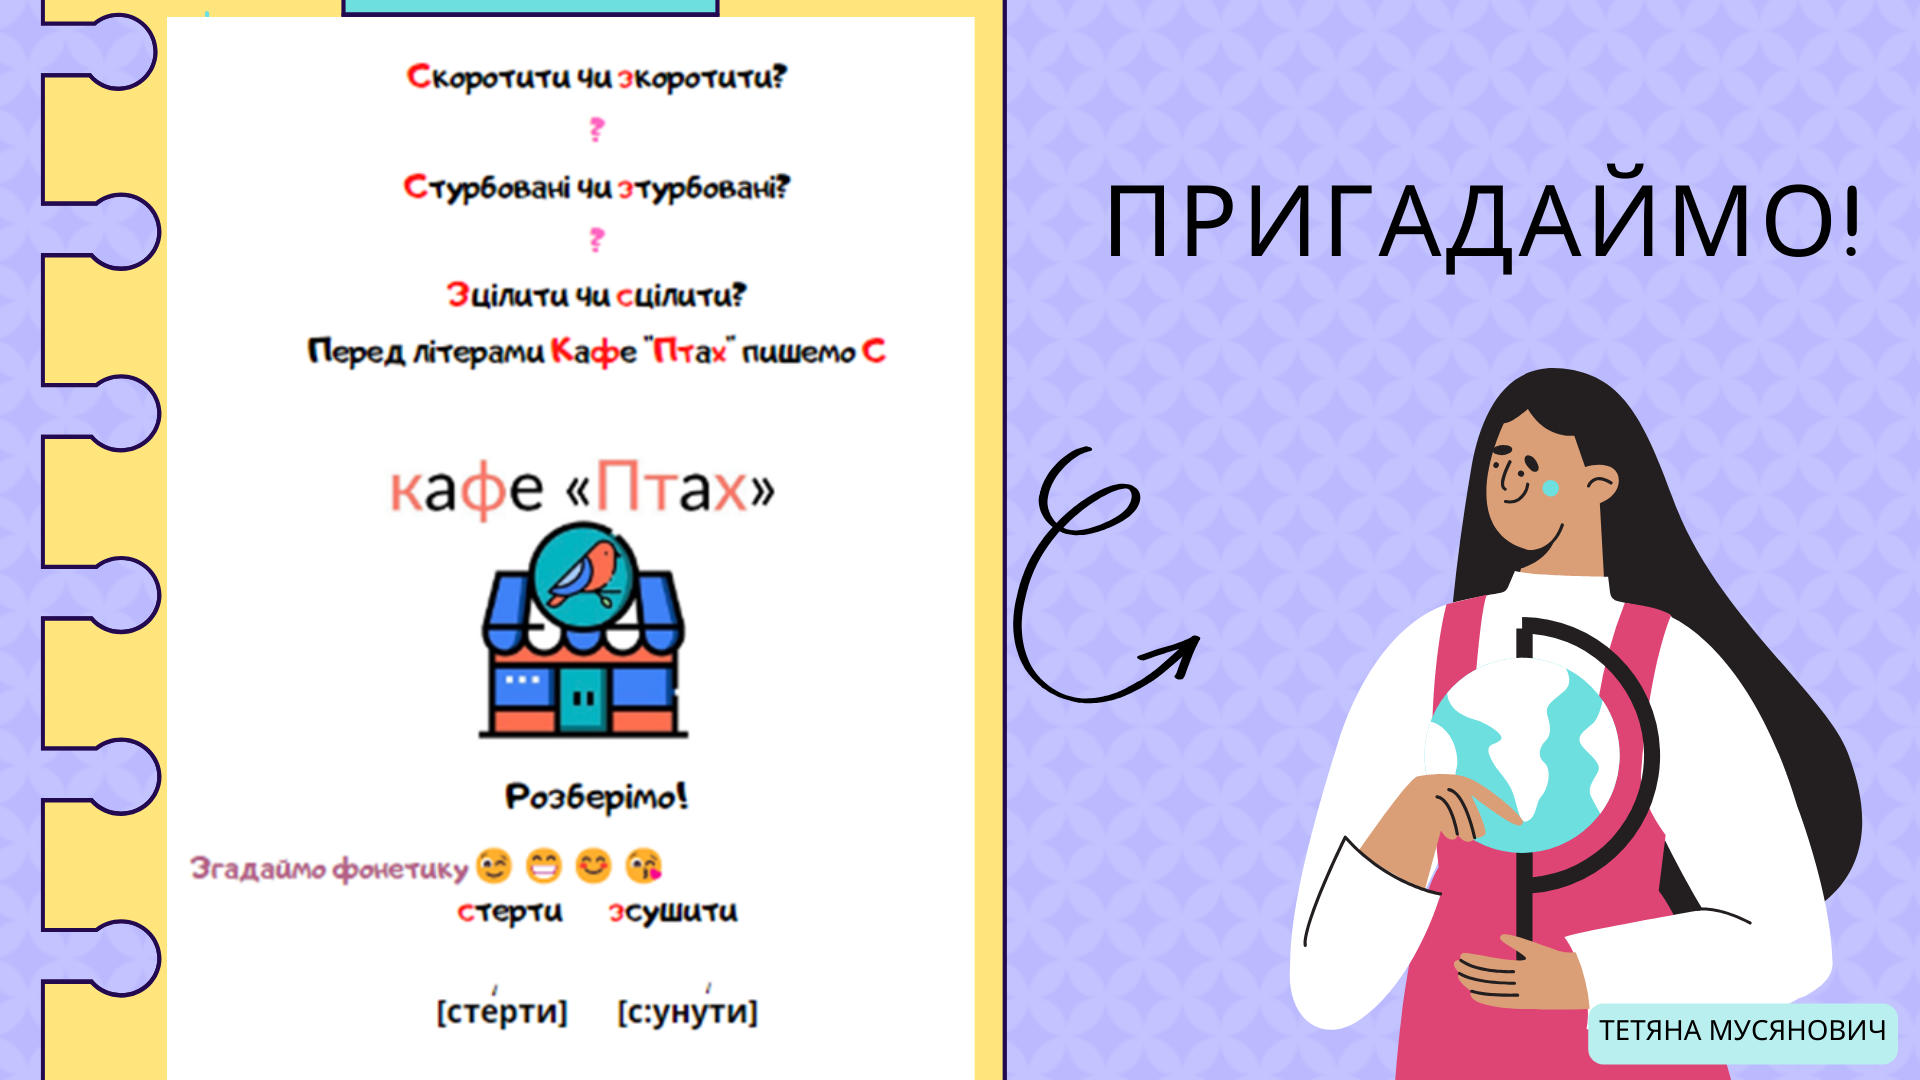 Скоротити чи зкоротити?
?
Стурбовані чи зтурбовані?
?
Зцілити чи сцілити?
Перед літерами Кафе "Птах" пишемо С
кафе «Птах»
Розберімо!
Згадаймо фонетику
стерти зсушити
[сте́рти] [с:уну́ти]
ПРИГАДАЙМО!
ТЕТЯНА МУСЯНОВИЧ